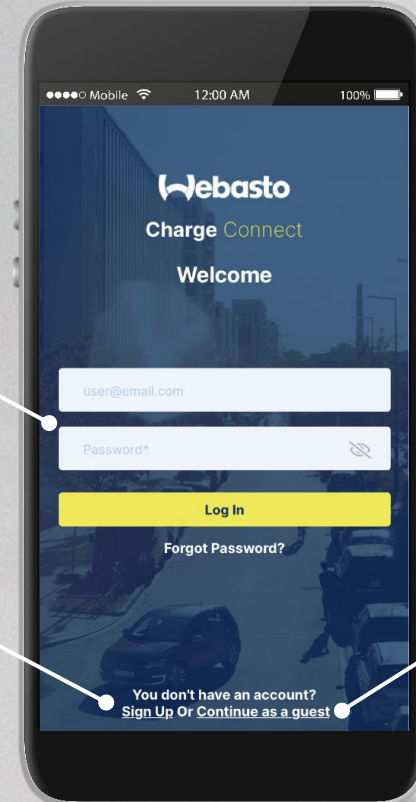 Mobile 12:00 AM 100%
Webasto
Charge Connect
Welcome
user@email.com
Password*
Log In
Forgot Password?
You don't have an account?
Sign Up Or Continue as a guest